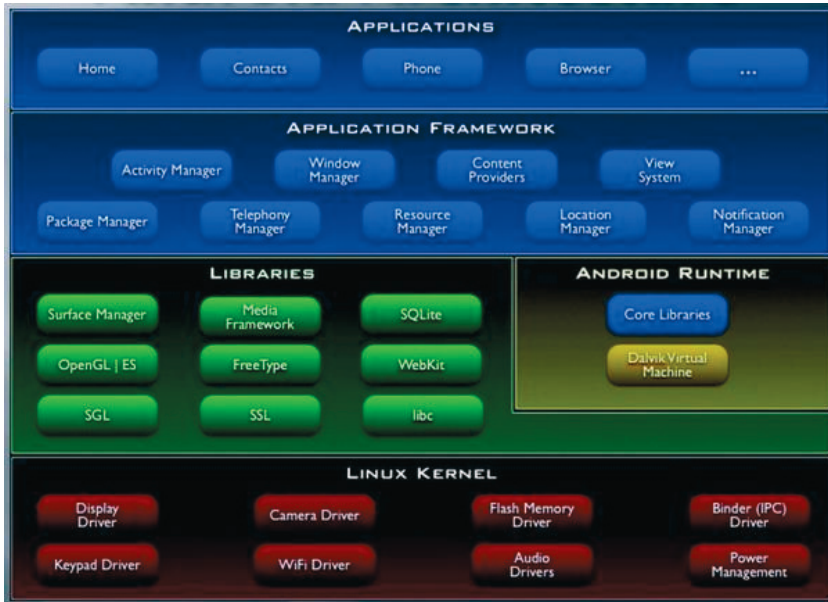 APPLICATIONS
Home
Contacts
Phone
Browser
...
APPLICATION FRAMEWORK
Activity Manager
Window
Manager
Content
Providers
View
System
Package Manager
Telephony
Manager
Resource
Manager
Location
Manager
Notification
Manager
LIBRARIES
Surface Manager
Media
Framework
SQLite
OpenGL | ES
FreeType
WebKit
SGL
SSL
libc
ANDROID RUNTIME
Core Libraries
Dalvik Virtual
Machine
LINUX KERNEL
Display
Driver
Camera Driver
Flash Memory
Driver
Binder (IPC)
Driver
Keypad Driver
WiFi Driver
Audio
Drivers
Power
Management